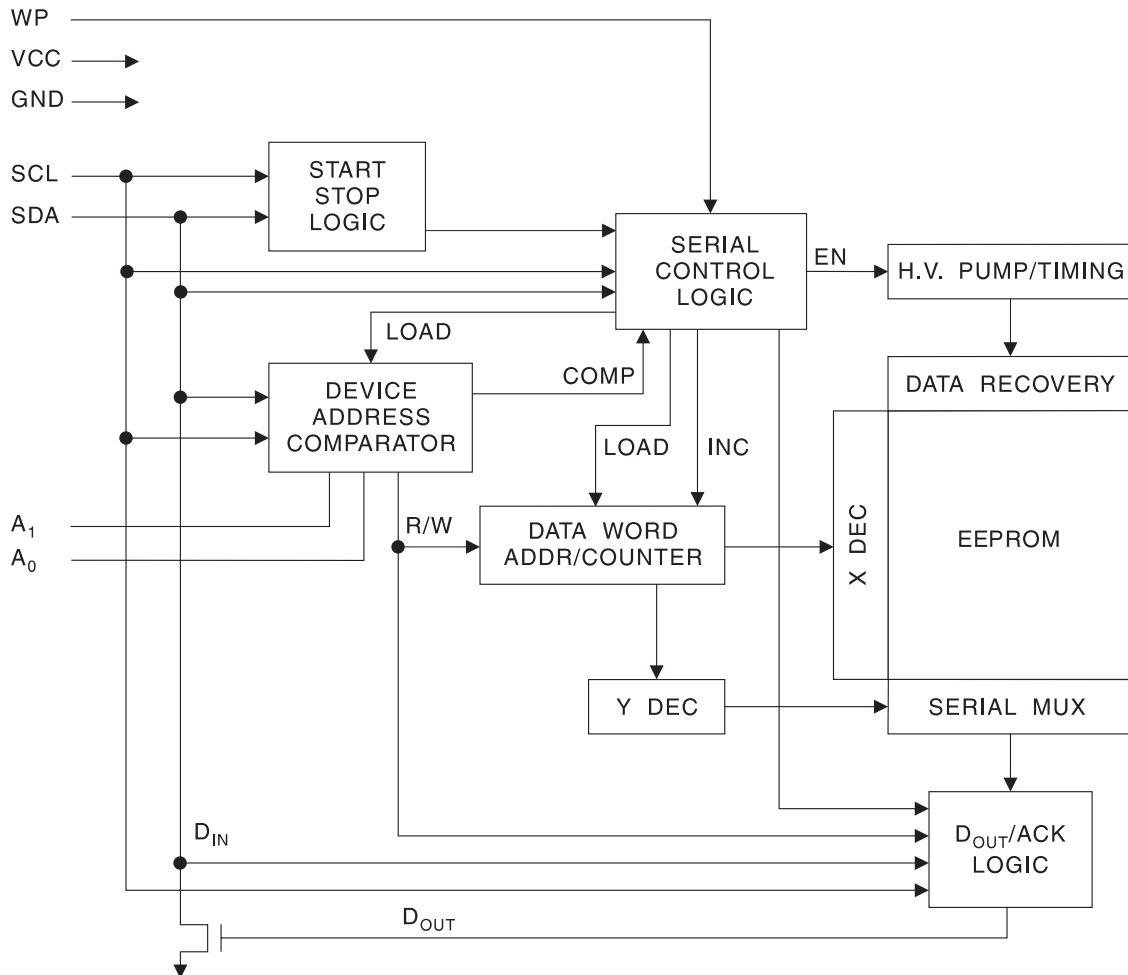 WP
VCC
GND
SCL
SDA
START
STOP
LOGIC
SERIAL
CONTROL
LOGIC
EN
H.V. PUMP/TIMING
LOAD
COMP
DATA RECOVERY
DEVICE
ADDRESS
COMPARATOR
LOAD
INC
A1
A0
R/W
DATA WORD
ADDR/COUNTER
X DEC
EEPROM
Y DEC
SERIAL MUX
DIN
DOUT/ACK
LOGIC
DOUT